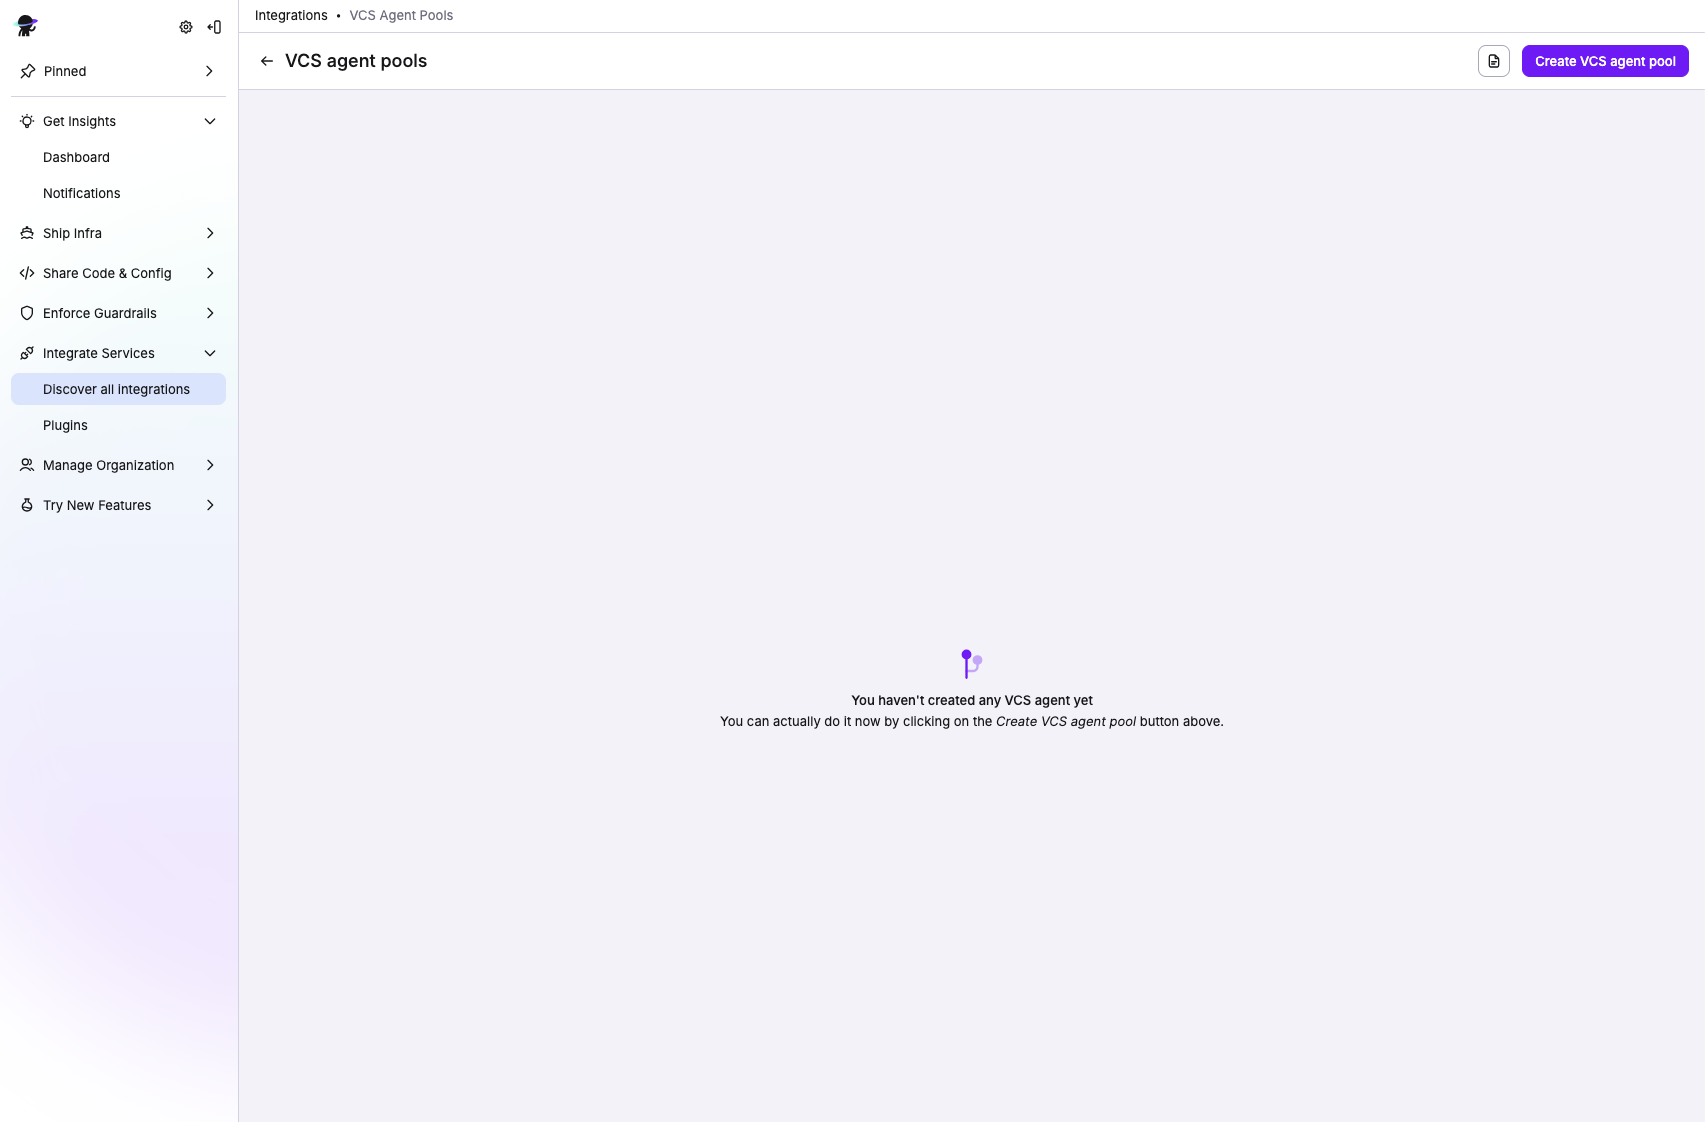 Integrations • VCS Agent Pools
VCS agent pools
Create VCS agent pool
Pinned
Get Insights
Dashboard
Notifications
Ship Infra
Share Code & Config
Enforce Guardrails
Integrate Services
Discover all integrations
Plugins
Manage Organization
Try New Features
You haven't created any VCS agent yet
You can actually do it now by clicking on the Create VCS agent pool button above.